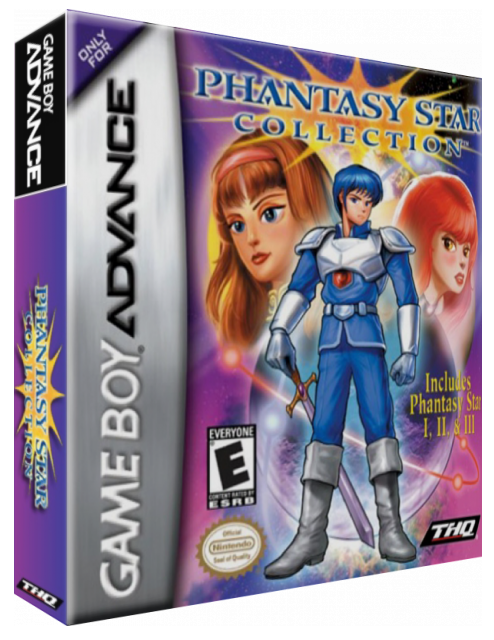 GAME BOY
ADVANCE
PHANTASY STAR
COLLECTION
THQ
ONLY
FOR
GAME BOY ADVANCE
PHANTASY STAR
COLLECTION™
Includes
Phantasy Star
I, II, & III
EVERYONE
E
CONTENT RATED BY
ESRB
Official
Nintendo
Seal of Quality
THQ